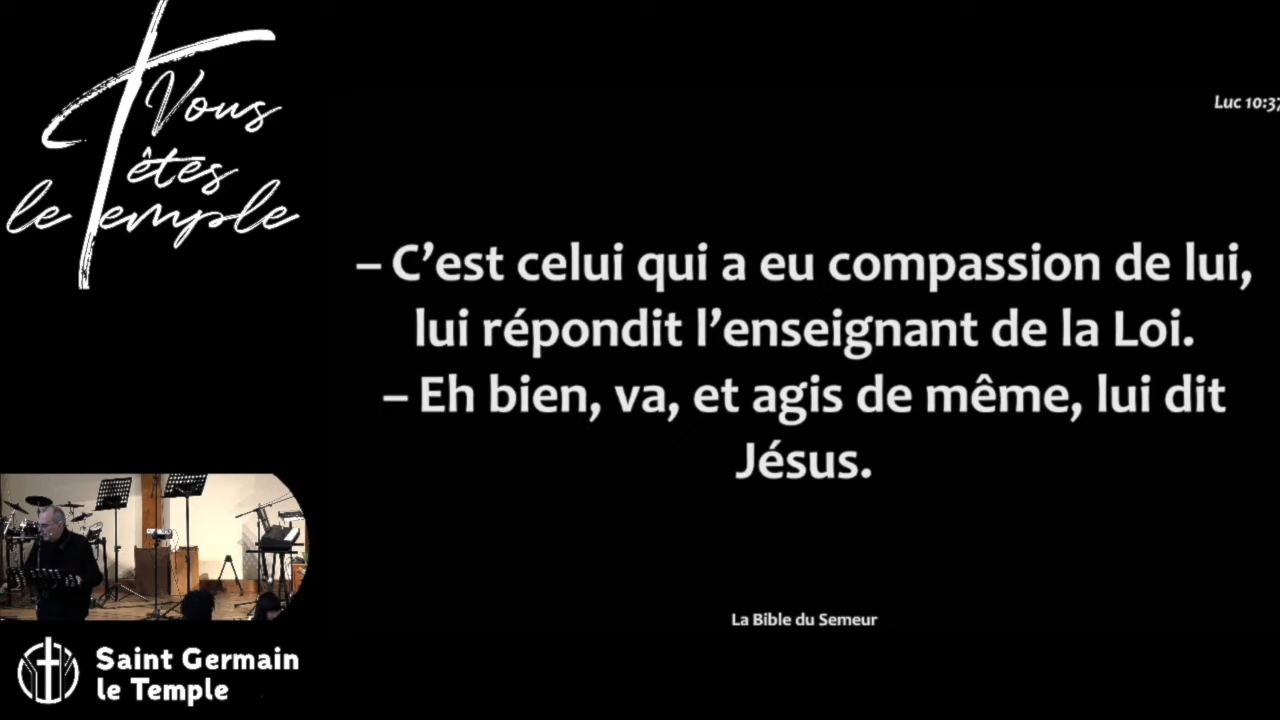 Vous
êtes
le Temple
Luc 10:37
– C’est celui qui a eu compassion de lui,
lui répondit l’enseignant de la Loi.
– Eh bien, va, et agis de même, lui dit
Jésus.
La Bible du Semeur
Saint Germain
le Temple